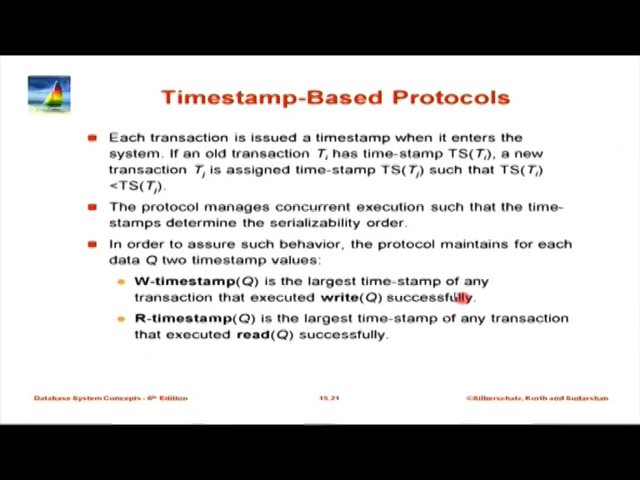 Timestamp-Based Protocols
Each transaction is issued a timestamp when it enters the
system. If an old transaction Ti has time-stamp TS(Ti), a new
transaction Tj is assigned time-stamp TS(Tj) such that TS(Ti)
<TS(Tj).
The protocol manages concurrent execution such that the time-
stamps determine the serializability order.
In order to assure such behavior, the protocol maintains for each
data Q two timestamp values:
W-timestamp(Q) is the largest time-stamp of any
transaction that executed write(Q) successfully.
R-timestamp(Q) is the largest time-stamp of any transaction
that executed read(Q) successfully.
Database System Concepts - 6th Edition
15.21
©Silberschatz, Korth and Sudarshan